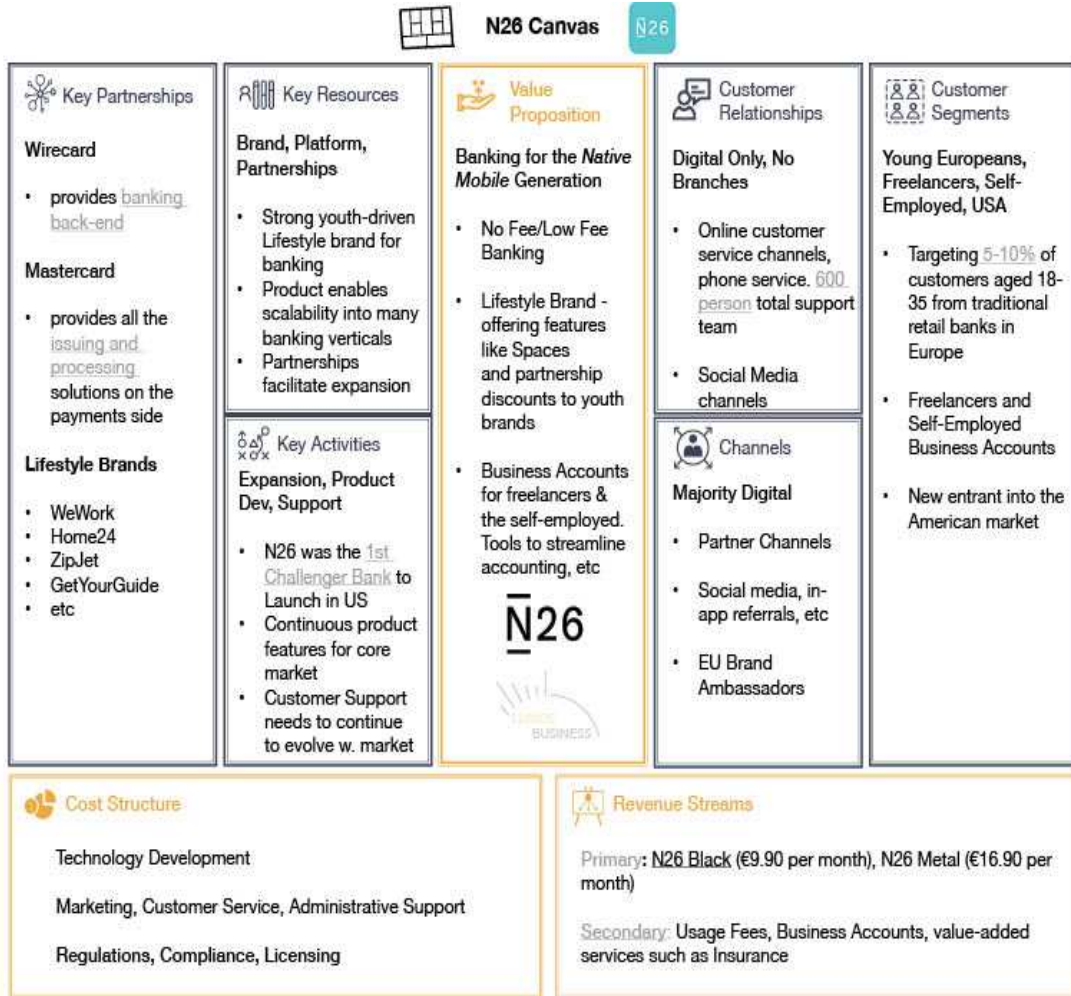 N26 Canvas
N26
Key Partnerships
Wirecard
• provides banking
back-end
Mastercard
• provides all the
issuing and
processing
solutions on the
payments side
Lifestyle Brands
• WeWork
• Home24
• ZipJet
• GetYourGuide
• etc
Key Resources
Brand, Platform,
Partnerships
• Strong youth-driven
Lifestyle brand for
banking
• Product enables
scalability into many
banking verticals
• Partnerships
facilitate expansion
Key Activities
Expansion, Product
Dev, Support
• N26 was the 1st
Challenger Bank to
Launch in US
• Continuous product
features for core
market
• Customer Support
needs to continue
to evolve w. market
Value
Proposition
Banking for the Native
Mobile Generation
• No Fee/Low Fee
Banking
• Lifestyle Brand -
offering features
like Spaces
and partnership
discounts to youth
brands
• Business Accounts
for freelancers &
the self-employed.
Tools to streamline
accounting, etc
N26
BUSINESS
Customer
Relationships
Digital Only, No
Branches
• Online customer
service channels,
phone service. 600
person total support
team
• Social Media
channels
Channels
Majority Digital
• Partner Channels
• Social media, in-
app referrals, etc
• EU Brand
Ambassadors
Customer
Segments
Young Europeans,
Freelancers, Self-
Employed, USA
• Targeting 5-10% of
customers aged 18-
35 from traditional
retail banks in
Europe
• Freelancers and
Self-Employed
Business Accounts
• New entrant into the
American market
Cost Structure
Technology Development
Marketing, Customer Service, Administrative Support
Regulations, Compliance, Licensing
Revenue Streams
Primary: N26 Black (€9.90 per month), N26 Metal (€16.90 per
month)
Secondary: Usage Fees, Business Accounts, value-added
services such as Insurance